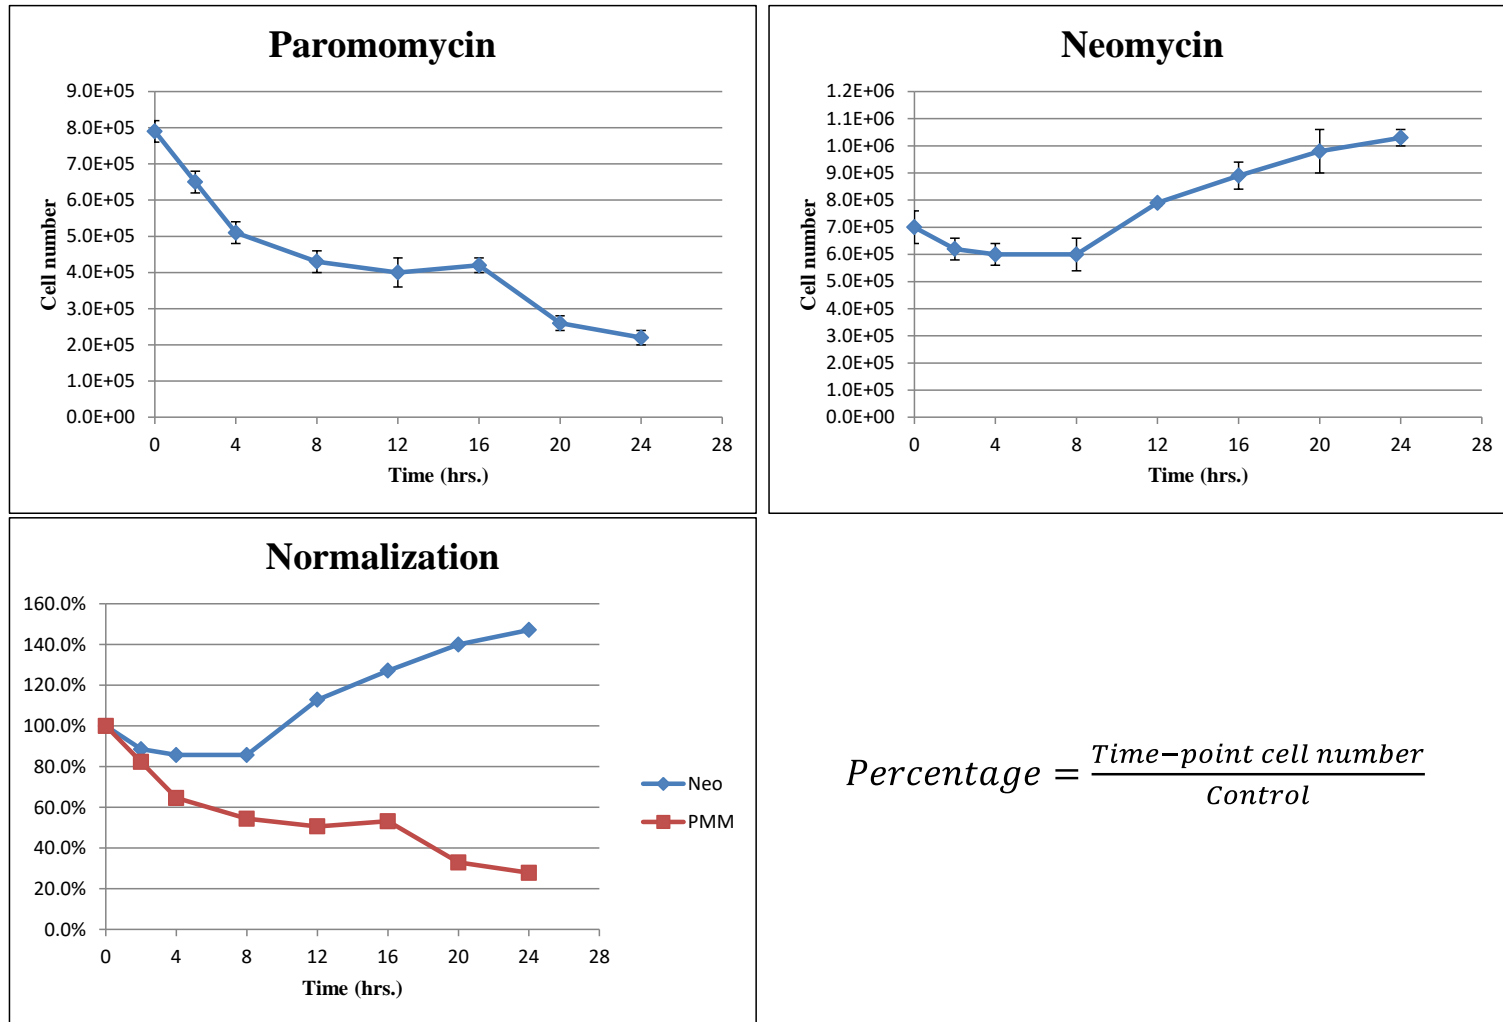 Paromomycin
9.0E+05
8.0E+05
7.0E+05
6.0E+05
5.0E+05
4.0E+05
3.0E+05
2.0E+05
1.0E+05
0.0E+00
Cell number
0 4 8 12 16 20 24 28
Time (hrs.)
Neomycin
1.2E+06
1.1E+06
1.0E+06
9.0E+05
8.0E+05
7.0E+05
6.0E+05
5.0E+05
4.0E+05
3.0E+05
2.0E+05
1.0E+05
0.0E+00
Cell number
0 4 8 12 16 20 24 28
Time (hrs.)
Normalization
160.0%
140.0%
120.0%
100.0%
80.0%
60.0%
40.0%
20.0%
0.0%
0 4 8 12 16 20 24 28
Time (hrs.)
Neo
PMM
Percentage = Time−point cell number / Control